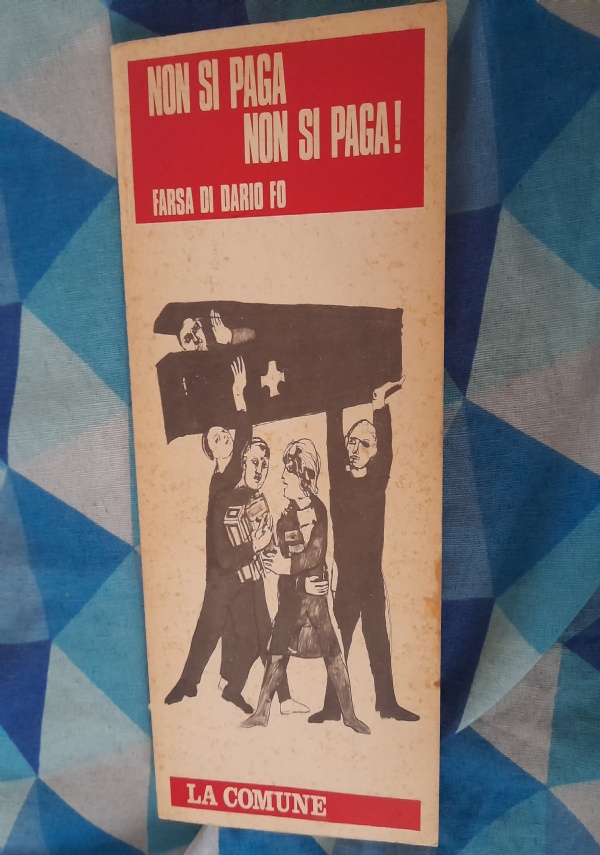 NON SI PAGA
NON SI PAGA!
FARSA DI DARIO FO
LA COMUNE